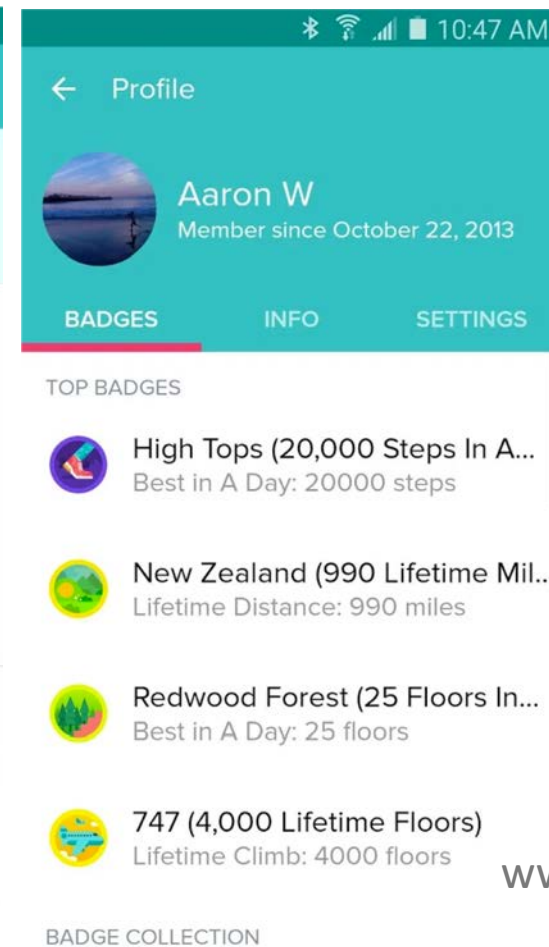 10:47 AM
Profile
Aaron W
Member since October 22, 2013
BADGES INFO SETTINGS
TOP BADGES
High Tops (20,000 Steps In A...
Best in A Day: 20000 steps
New Zealand (990 Lifetime Mil...
Lifetime Distance: 990 miles
Redwood Forest (25 Floors In...
Best in A Day: 25 floors
747 (4,000 Lifetime Floors)
Lifetime Climb: 4000 floors
BADGE COLLECTION